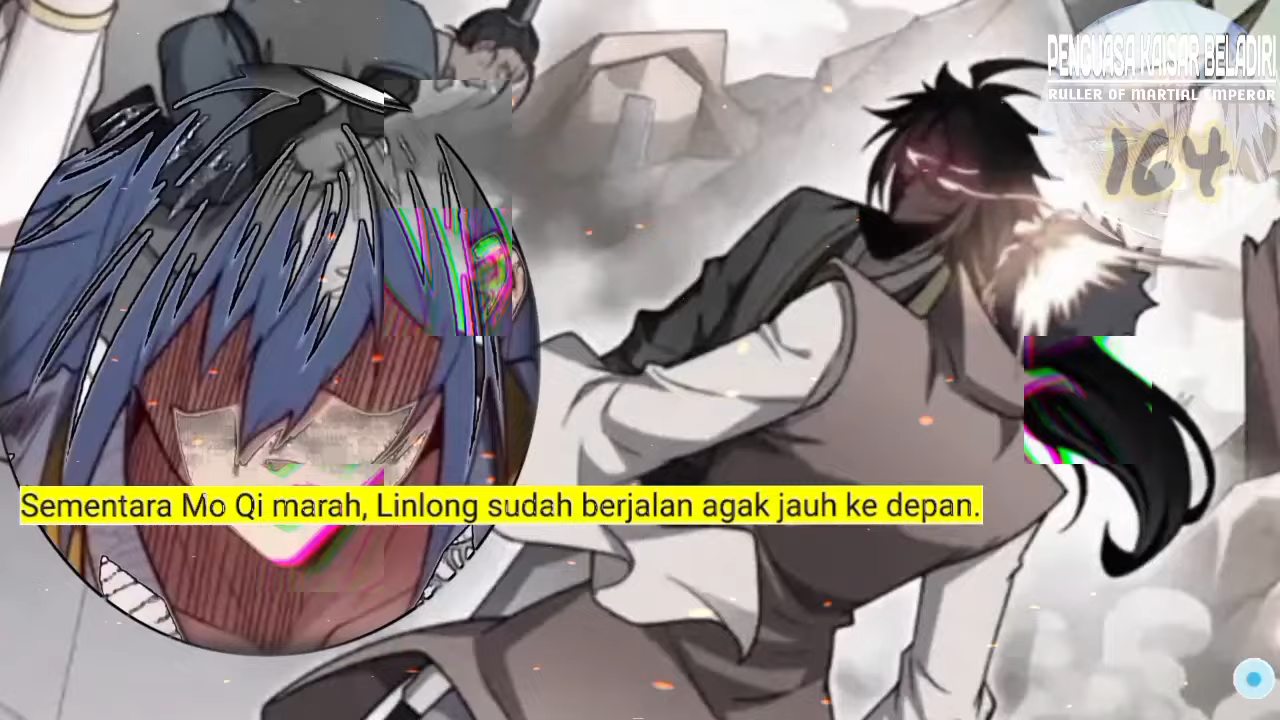 PENGUASA KAISAR BELADIRI
RULLER OF MARTIAL EMPEROR
164
Sementara Mo Qi marah, Linlong sudah berjalan agak jauh ke depan.